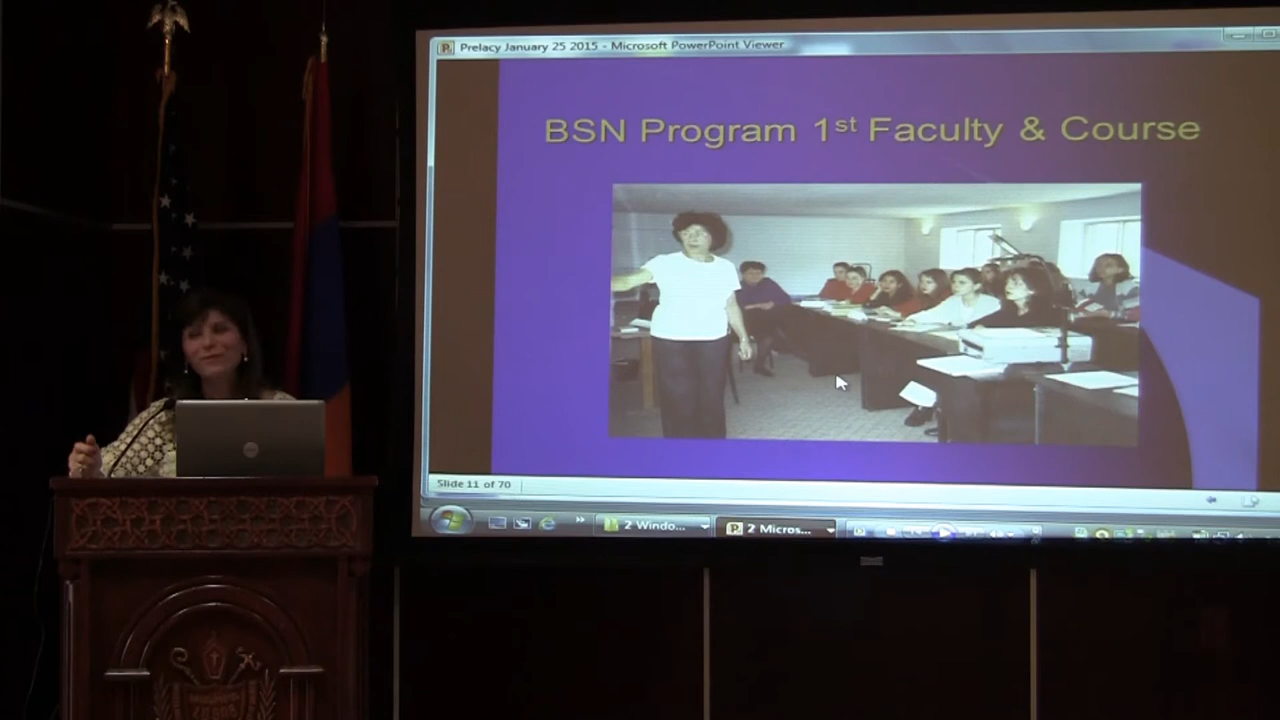 Prelacy January 25 2015 - Microsoft PowerPoint Viewer
BSN Program 1st Faculty & Course
Slide 11 of 70
2 Windo...
2 Micros...